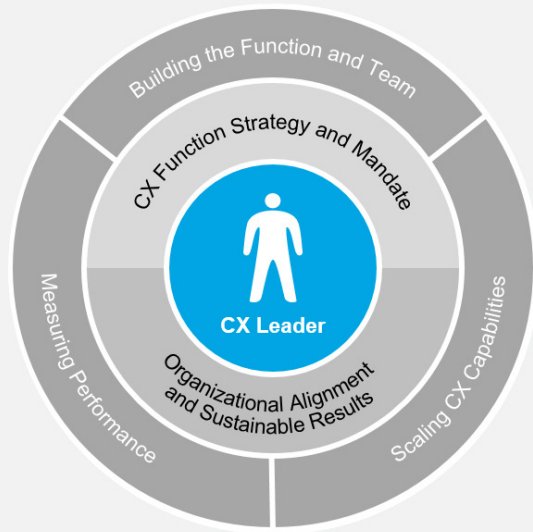 Building the Function and Team
CX Function Strategy and Mandate
CX Leader
Organizational Alignment
and Sustainable Results
Measuring Performance
Scaling CX Capabilities